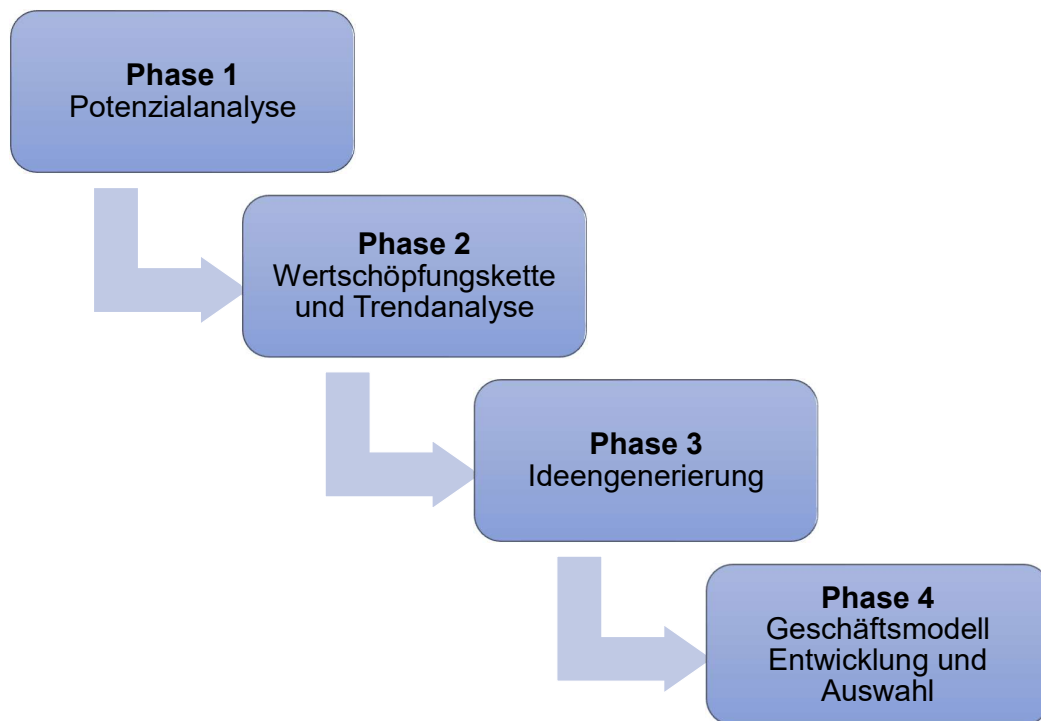 Phase 1
Potenzialanalyse
Phase 2
Wertschöpfungskette
und Trendanalyse
Phase 3
Ideengenerierung
Phase 4
Geschäftsmodell
Entwicklung und
Auswahl